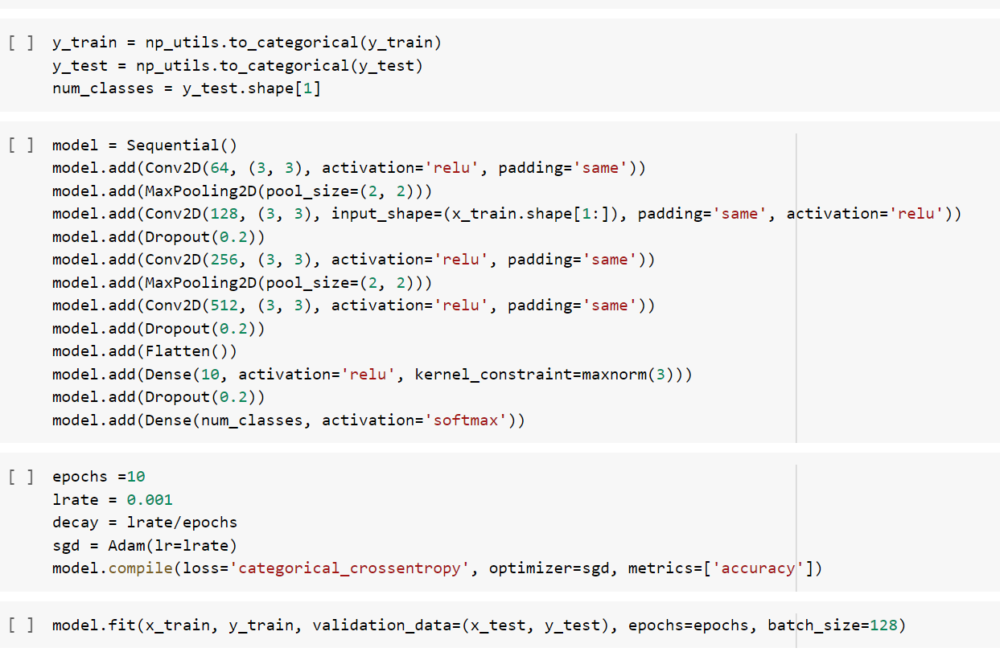 [ ] y_train = np_utils.to_categorical(y_train)
y_test = np_utils.to_categorical(y_test)
num_classes = y_test.shape[1]
[ ] model = Sequential()
model.add(Conv2D(64, (3, 3), activation='relu', padding='same'))
model.add(MaxPooling2D(pool_size=(2, 2)))
model.add(Conv2D(128, (3, 3), input_shape=(x_train.shape[1:]), padding='same', activation='relu'))
model.add(Dropout(0.2))
model.add(Conv2D(256, (3, 3), activation='relu', padding='same'))
model.add(MaxPooling2D(pool_size=(2, 2)))
model.add(Conv2D(512, (3, 3), activation='relu', padding='same'))
model.add(Dropout(0.2))
model.add(Flatten())
model.add(Dense(10, activation='relu', kernel_constraint=maxnorm(3)))
model.add(Dropout(0.2))
model.add(Dense(num_classes, activation='softmax'))
[ ] epochs =10
lrate = 0.001
decay = lrate/epochs
sgd = Adam(lr=lrate)
model.compile(loss='categorical_crossentropy', optimizer=sgd, metrics=['accuracy'])
[ ] model.fit(x_train, y_train, validation_data=(x_test, y_test), epochs=epochs, batch_size=128)